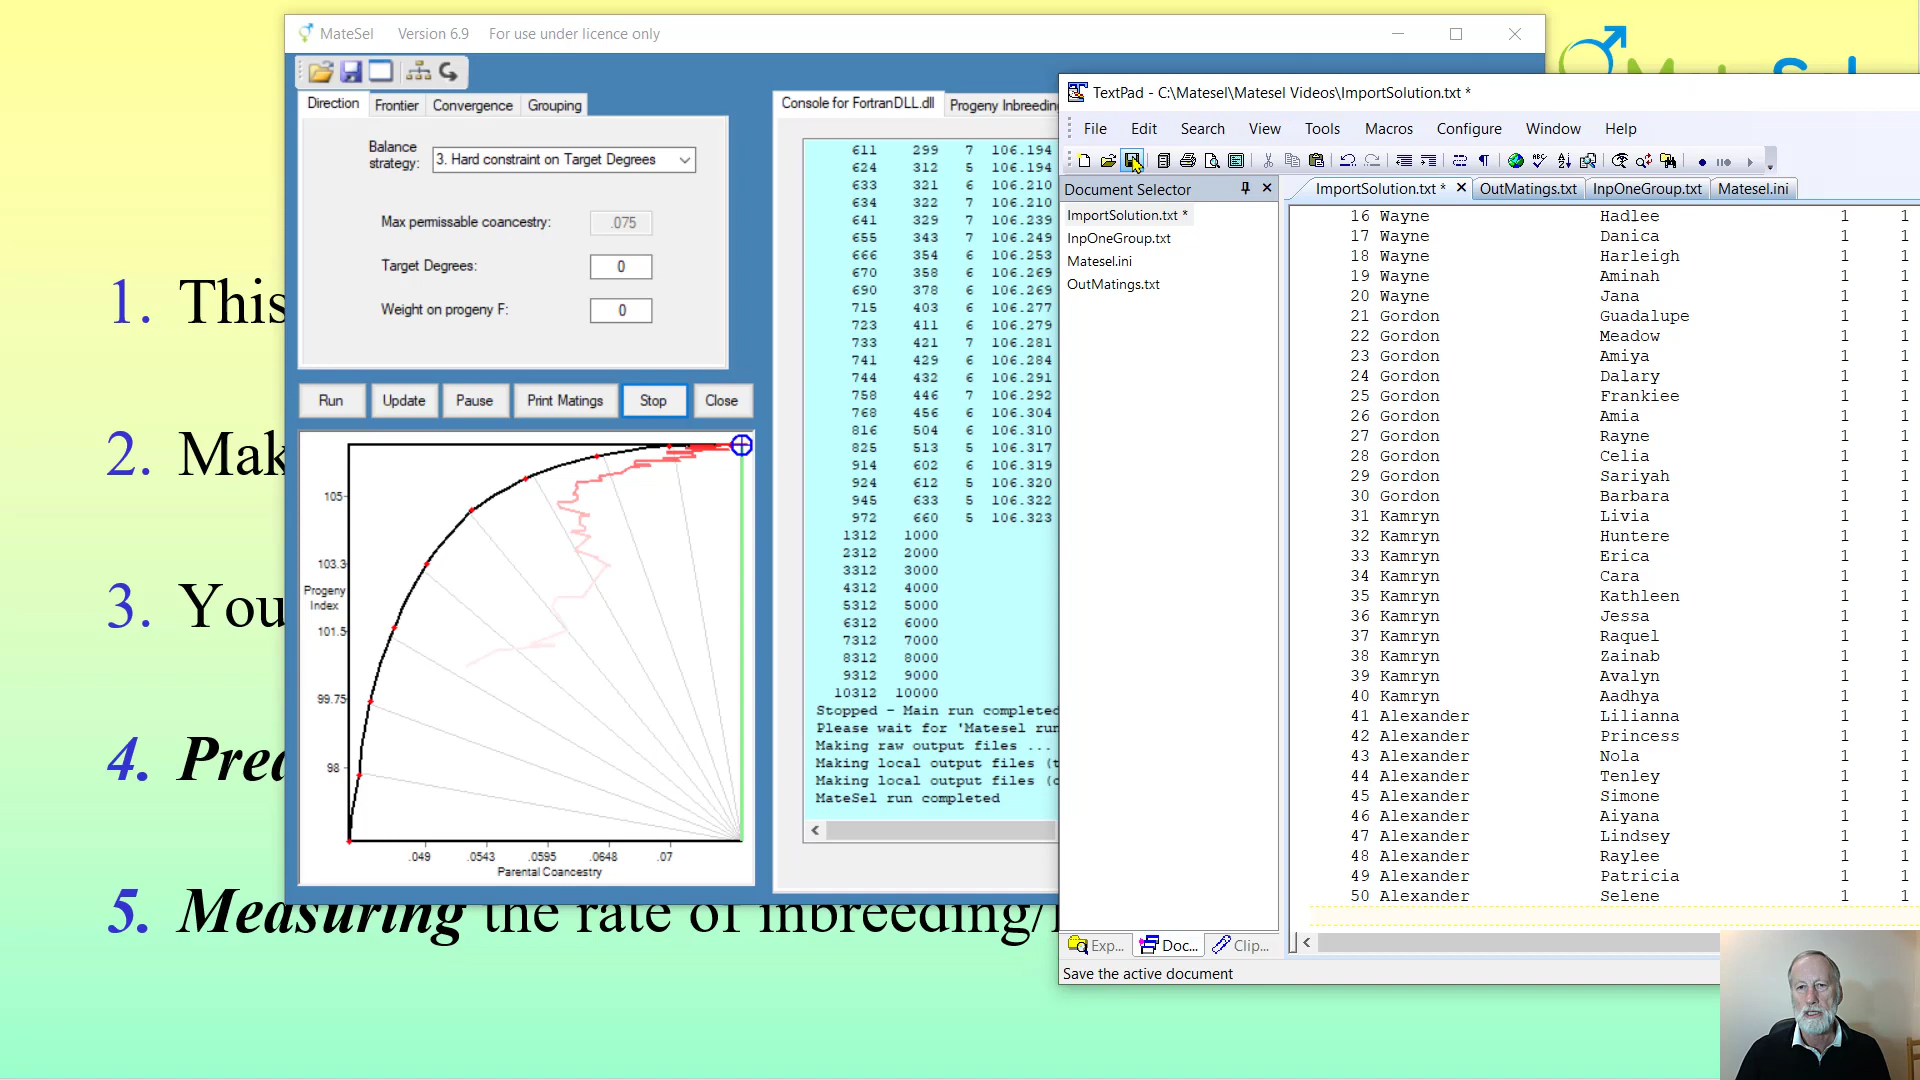 MateSel Version 6.9 For use under licence only
Direction Frontier Convergence Grouping
Balance strategy: 3. Hard constraint on Target Degrees
Max permissable coancestry: .075
Target Degrees: 0
Weight on progeny F: 0
Run Update Pause Print Matings Stop Close
105
103.3
Progeny
Index
101.5
99.75
98
.049 .0543 .0595 .0648 .07
Parental Coancestry
Console for FortranDLL.dll Progeny Inbreeding
611 299 7 106.194
624 312 5 106.194
633 321 6 106.210
634 322 7 106.210
641 329 7 106.239
655 343 7 106.249
666 354 6 106.253
670 358 6 106.269
690 378 6 106.269
715 403 6 106.277
723 411 6 106.279
733 421 7 106.281
741 429 6 106.284
744 432 6 106.291
758 446 7 106.292
768 456 6 106.304
816 504 6 106.310
825 513 5 106.317
914 602 6 106.319
924 612 5 106.320
945 633 5 106.322
972 660 5 106.323
1312 1000
2312 2000
3312 3000
4312 4000
5312 5000
6312 6000
7312 7000
8312 8000
9312 9000
10312 10000
Stopped - Main run completed
Please wait for 'Matesel run
Making raw output files ...
Making local output files (t
Making local output files (c
MateSel run completed
TextPad - C:\Matesel\Matesel Videos\ImportSolution.txt *
File Edit Search View Tools Macros Configure Window Help
Document Selector
ImportSolution.txt *
InpOneGroup.txt
Matesel.ini
OutMatings.txt
Exp... Doc... Clip...
Save the active document
ImportSolution.txt * OutMatings.txt InpOneGroup.txt Matesel.ini
16 Wayne Hadlee 1 1
17 Wayne Danica 1 1
18 Wayne Harleigh 1 1
19 Wayne Aminah 1 1
20 Wayne Jana 1 1
21 Gordon Guadalupe 1 1
22 Gordon Meadow 1 1
23 Gordon Amiya 1 1
24 Gordon Dalary 1 1
25 Gordon Frankiee 1 1
26 Gordon Amia 1 1
27 Gordon Rayne 1 1
28 Gordon Celia 1 1
29 Gordon Sariyah 1 1
30 Gordon Barbara 1 1
31 Kamryn Livia 1 1
32 Kamryn Huntere 1 1
33 Kamryn Erica 1 1
34 Kamryn Cara 1 1
35 Kamryn Kathleen 1 1
36 Kamryn Jessa 1 1
37 Kamryn Raquel 1 1
38 Kamryn Zainab 1 1
39 Kamryn Avalyn 1 1
40 Kamryn Aadhya 1 1
41 Alexander Lilianna 1 1
42 Alexander Princess 1 1
43 Alexander Nola 1 1
44 Alexander Tenley 1 1
45 Alexander Simone 1 1
46 Alexander Aiyana 1 1
47 Alexander Lindsey 1 1
48 Alexander Raylee 1 1
49 Alexander Patricia 1 1
50 Alexander Selene 1 1
1. This
2. Mak
3. You
4. Pred
5. Measuring the rate of inbreeding/